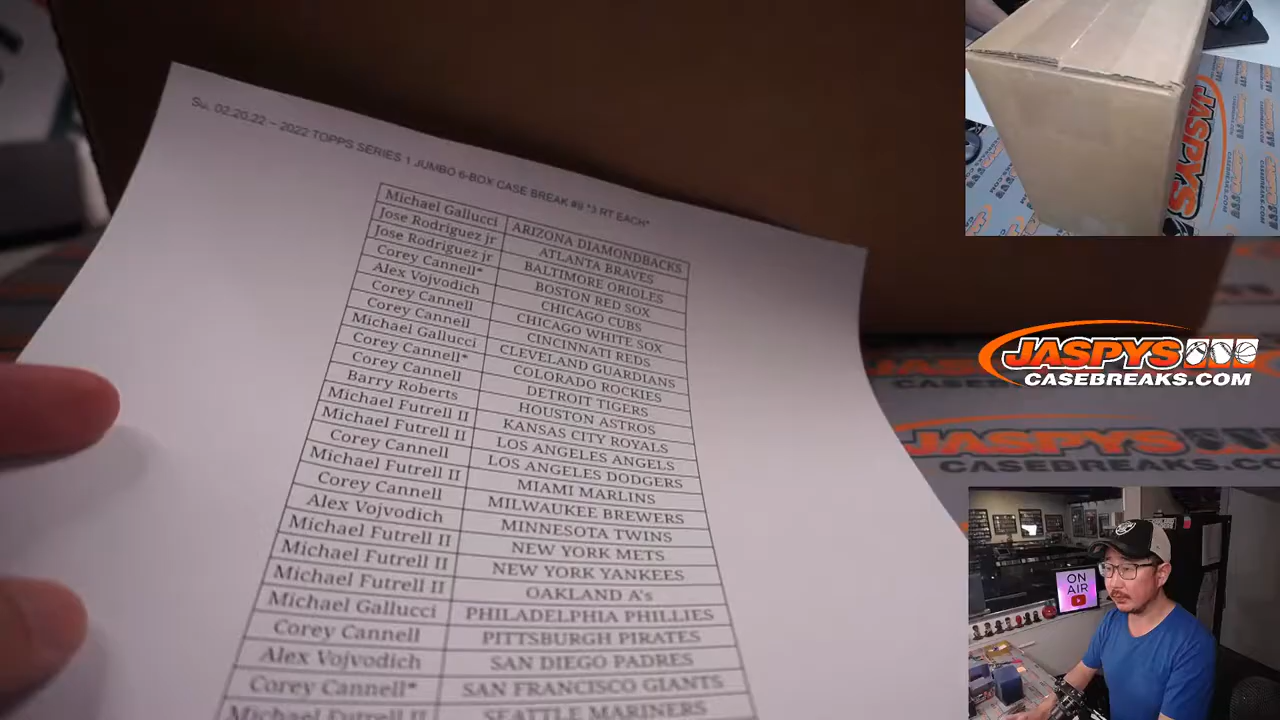 Su. 02.20.22 – 2022 TOPPS SERIES 1 JUMBO 6-BOX CASE BREAK #8 *3 RT EACH*
Michael Gallucci ARIZONA DIAMONDBACKS
Jose Rodriguez jr ATLANTA BRAVES
Jose Rodriguez jr BALTIMORE ORIOLES
Corey Cannell* BOSTON RED SOX
Alex Vojvodich CHICAGO CUBS
Corey Cannell CHICAGO WHITE SOX
Corey Cannell CINCINNATI REDS
Michael Gallucci CLEVELAND GUARDIANS
Corey Cannell* COLORADO ROCKIES
Corey Cannell DETROIT TIGERS
Barry Roberts HOUSTON ASTROS
Michael Futrell II KANSAS CITY ROYALS
Michael Futrell II LOS ANGELES ANGELS
Corey Cannell LOS ANGELES DODGERS
Michael Futrell II MIAMI MARLINS
Corey Cannell MILWAUKEE BREWERS
Alex Vojvodich MINNESOTA TWINS
Michael Futrell II NEW YORK METS
Michael Futrell II NEW YORK YANKEES
Michael Futrell II OAKLAND A's
Michael Gallucci PHILADELPHIA PHILLIES
Corey Cannell PITTSBURGH PIRATES
Alex Vojvodich SAN DIEGO PADRES
Corey Cannell* SAN FRANCISCO GIANTS
Michael Futrell II SEATTLE MARINERS
JASPYS
JASPYS
CASEBREAKS.COM
JASPYS
CASEBREAKS.CO
ON
AIR